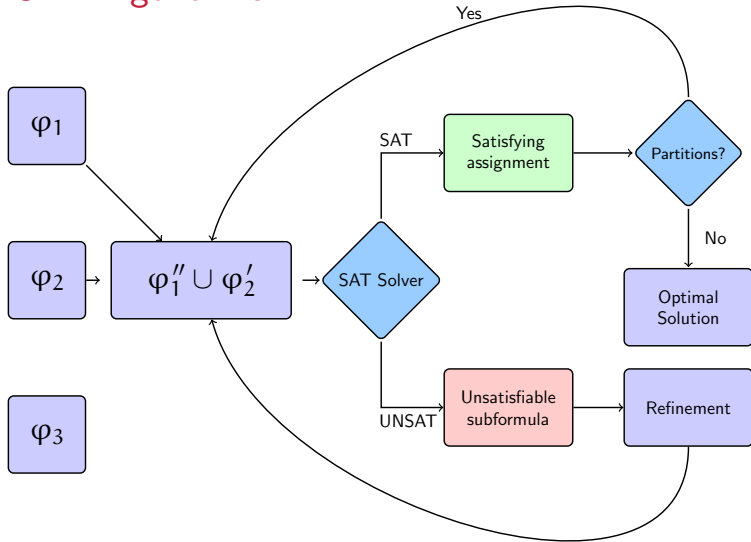 Yes
φ1
SAT
Satisfying
assignment
Partitions?
φ2
φ1″ ∪ φ2′
SAT Solver
No
Optimal
Solution
φ3
UNSAT
Unsatisfiable
subformula
Refinement